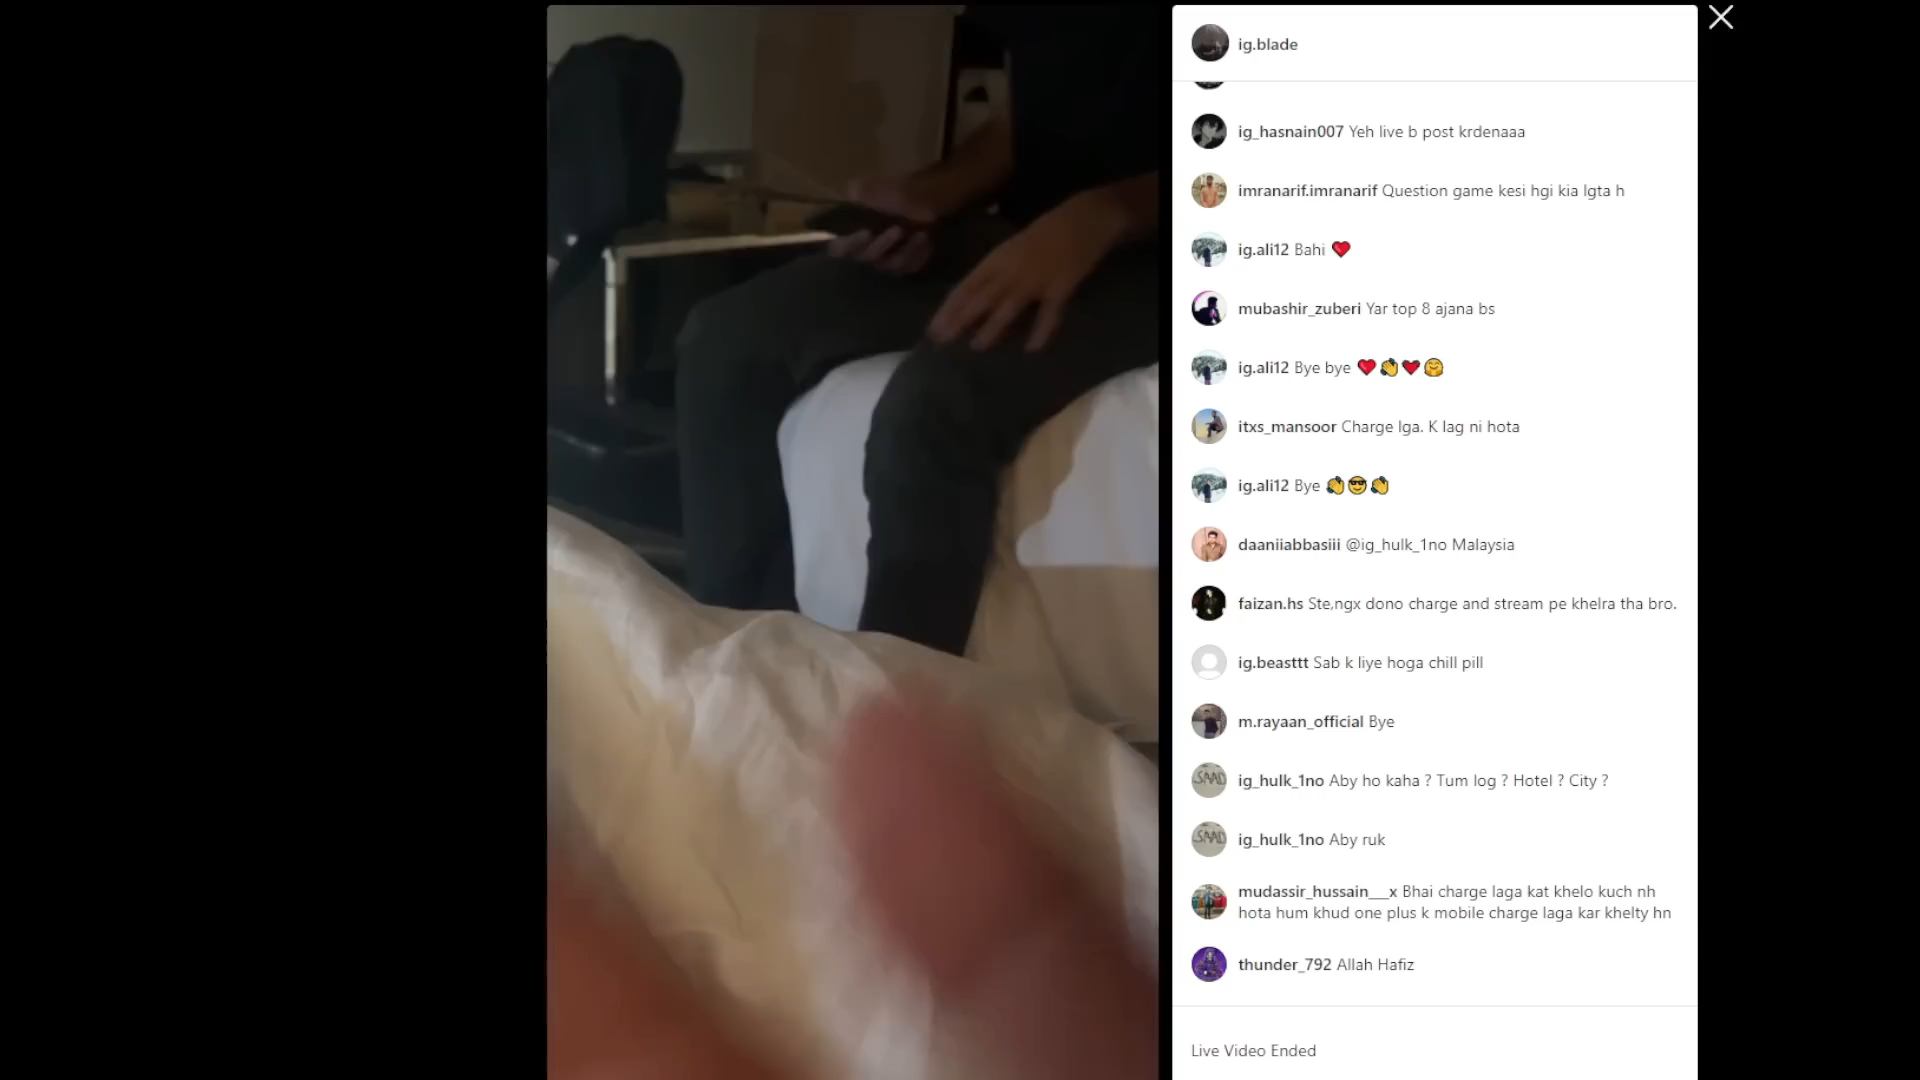 ig.blade
ig_hasnain007 Yeh live b post krdenaaa
imranarif.imranarif Question game kesi hgi kia lgta h
ig.ali12 Bahi ❤️
mubashir_zuberi Yar top 8 ajana bs
ig.ali12 Bye bye ❤️👏❤️🤗
itxs_mansoor Charge lga. K lag ni hota
ig.ali12 Bye 👏😎👏
daaniiabbasiii @ig_hulk_1no Malaysia
faizan.hs Ste,ngx dono charge and stream pe khelra tha bro.
ig.beasttt Sab k liye hoga chill pill
m.rayaan_official Bye
SAAD
ig_hulk_1no Aby ho kaha ? Tum log ? Hotel ? City ?
SAAD
ig_hulk_1no Aby ruk
mudassir_hussain___x Bhai charge laga kat khelo kuch nh
hota hum khud one plus k mobile charge laga kar khelty hn
thunder_792 Allah Hafiz
Live Video Ended